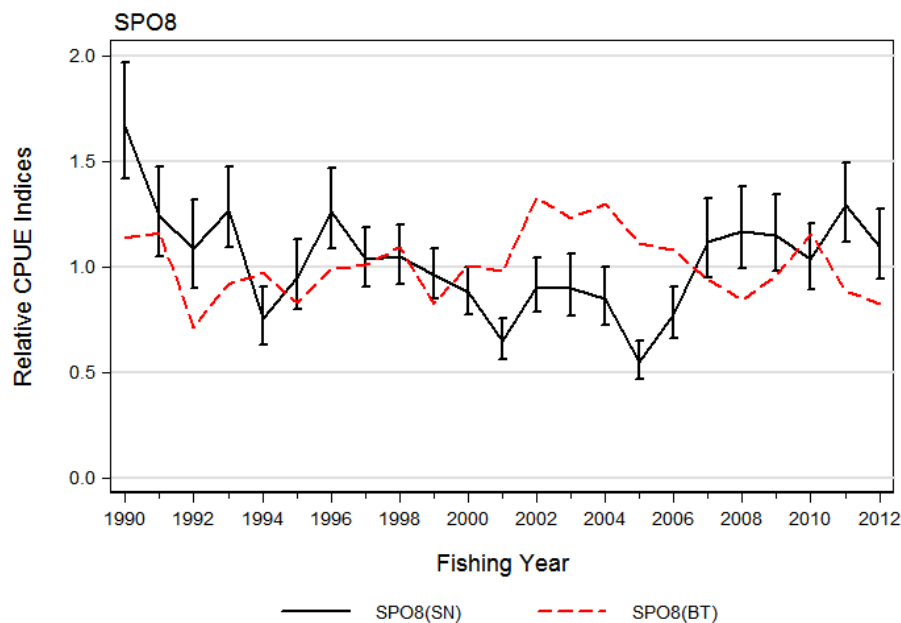 SPO8
Relative CPUE Indices
2.0
1.5
1.0
0.5
0.0
1990 1992 1994 1996 1998 2000 2002 2004 2006 2008 2010 2012
Fishing Year
SPO8(SN) SPO8(BT)